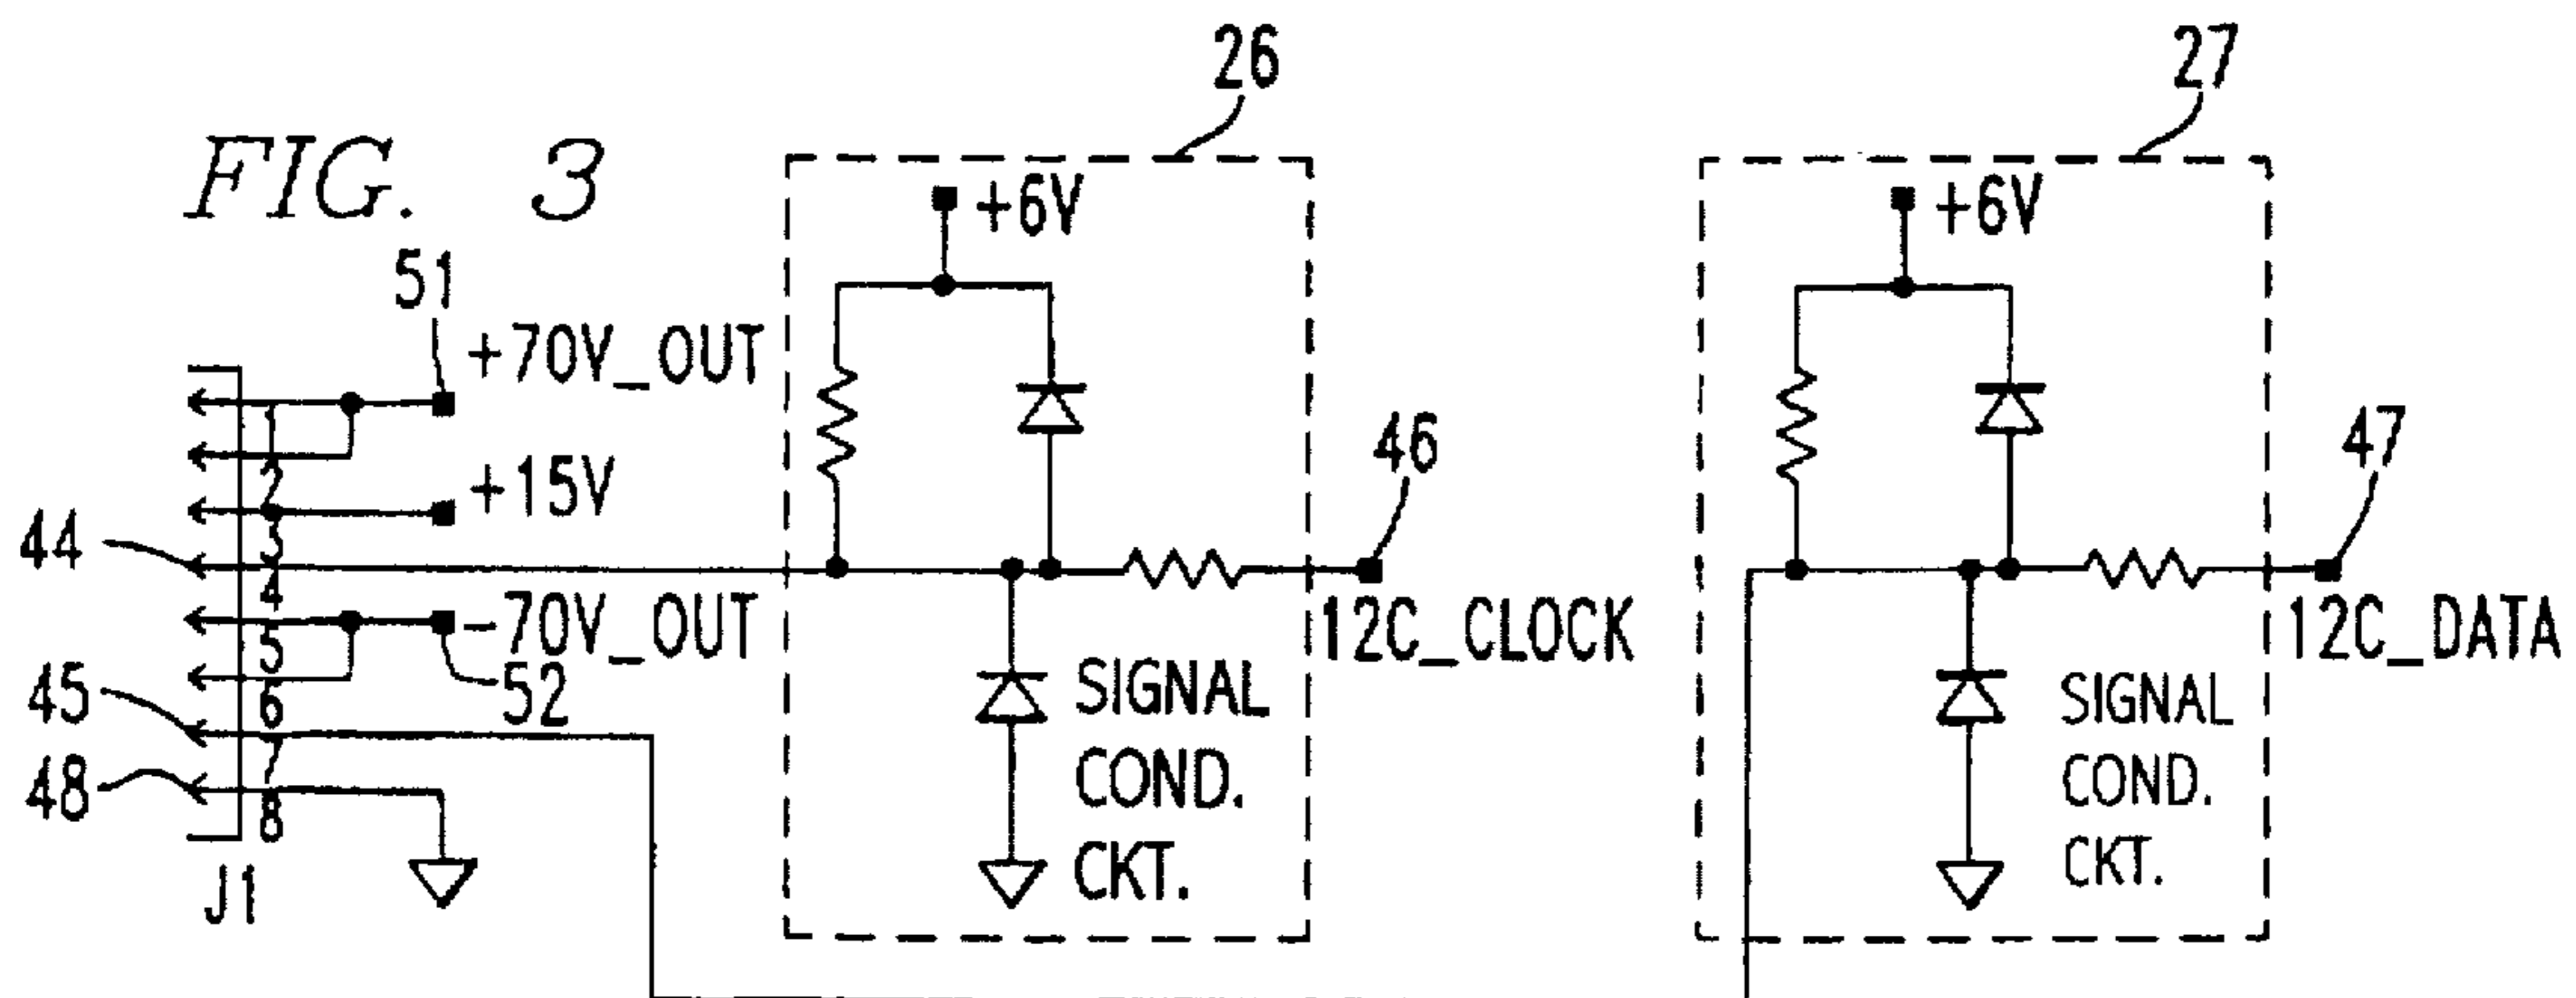 FIG. 3
26
27
+6V
+6V
51
+70V_OUT
1
2
+15V
3
44
4
46
47
12C_CLOCK
12C_DATA
-70V_OUT
5
52
6
45
7
48
8
J1
SIGNAL
COND.
CKT.
SIGNAL
COND.
CKT.